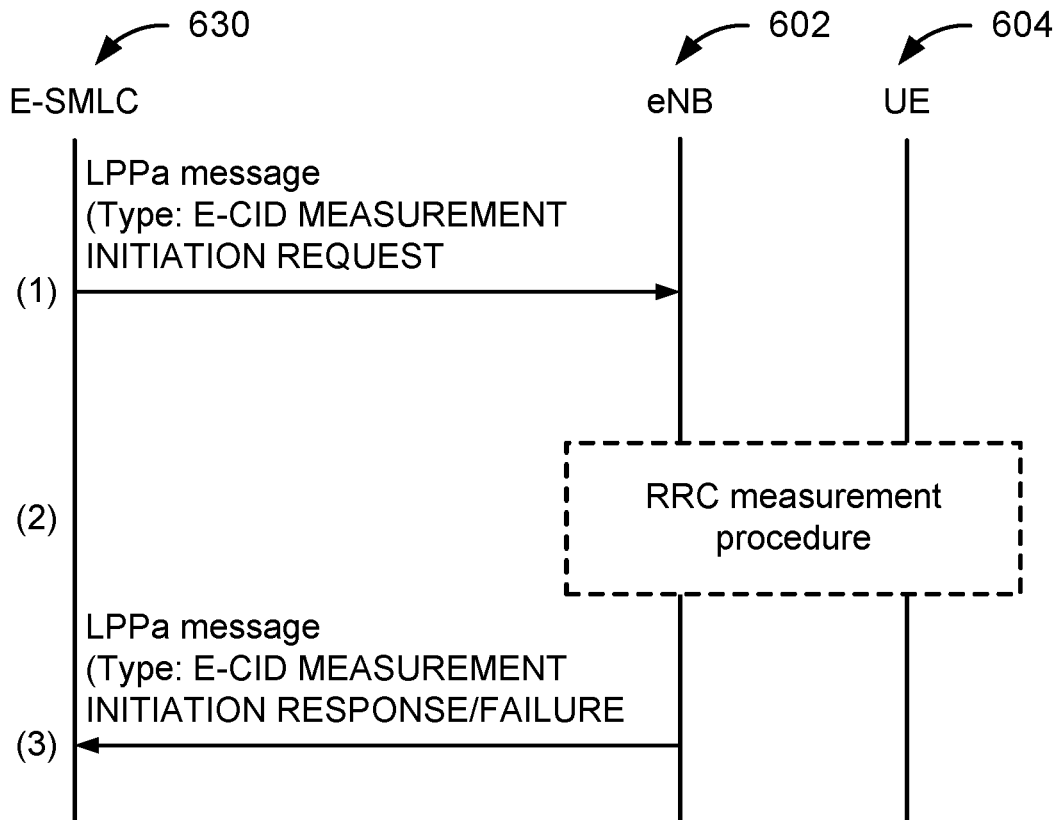 630
602
604
E-SMLC
eNB
UE
LPPa message
(Type: E-CID MEASUREMENT
INITIATION REQUEST
(1)
RRC measurement
procedure
(2)
LPPa message
(Type: E-CID MEASUREMENT
INITIATION RESPONSE/FAILURE
(3)